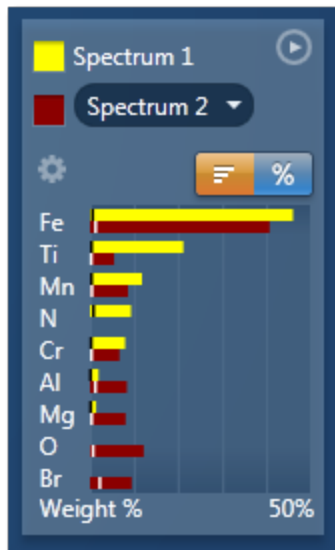 Spectrum 1
Spectrum 2
%
Fe
Ti
Mn
N
Cr
Al
Mg
O
Br
Weight % 50%